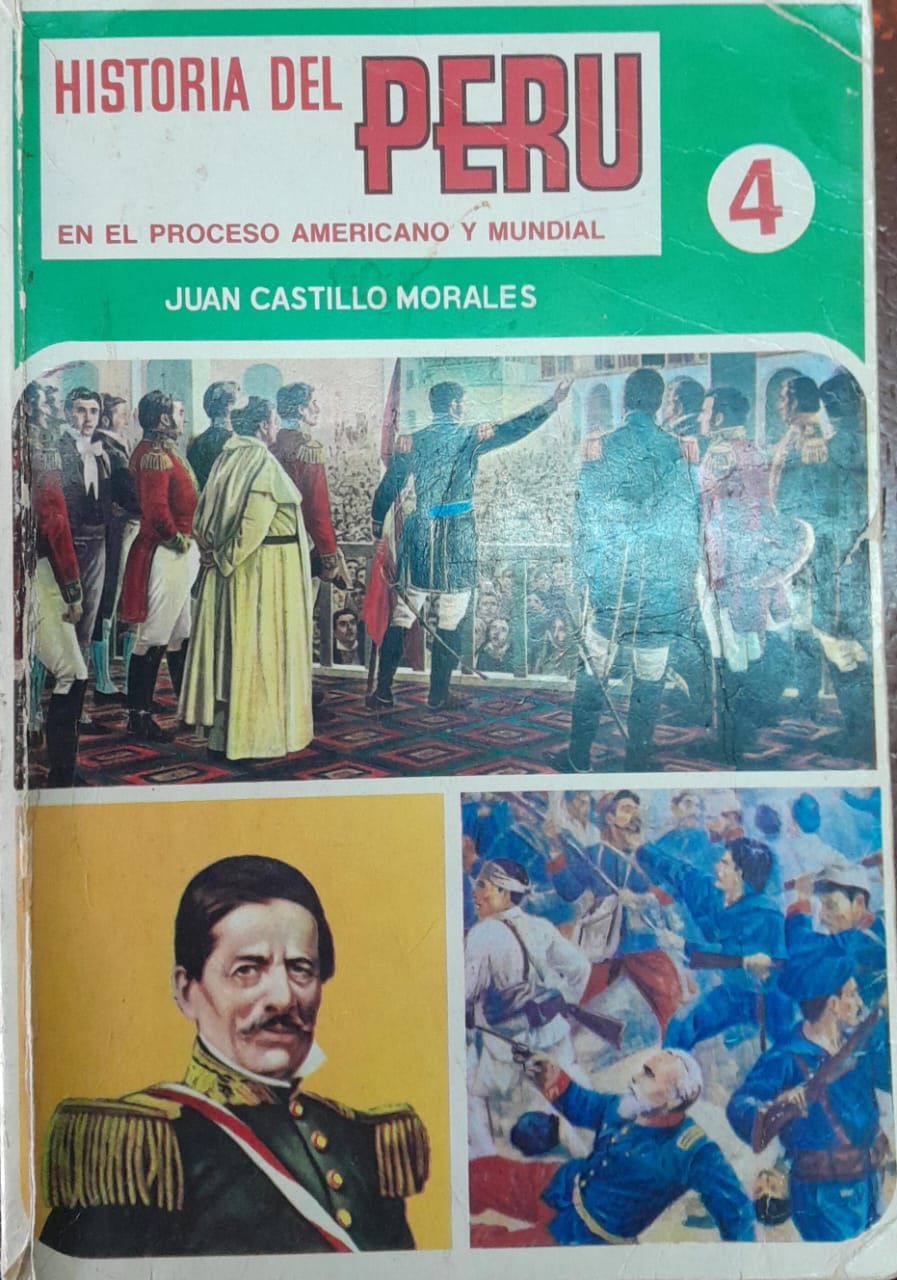 HISTORIA DEL PERU
4
EN EL PROCESO AMERICANO Y MUNDIAL
JUAN CASTILLO MORALES